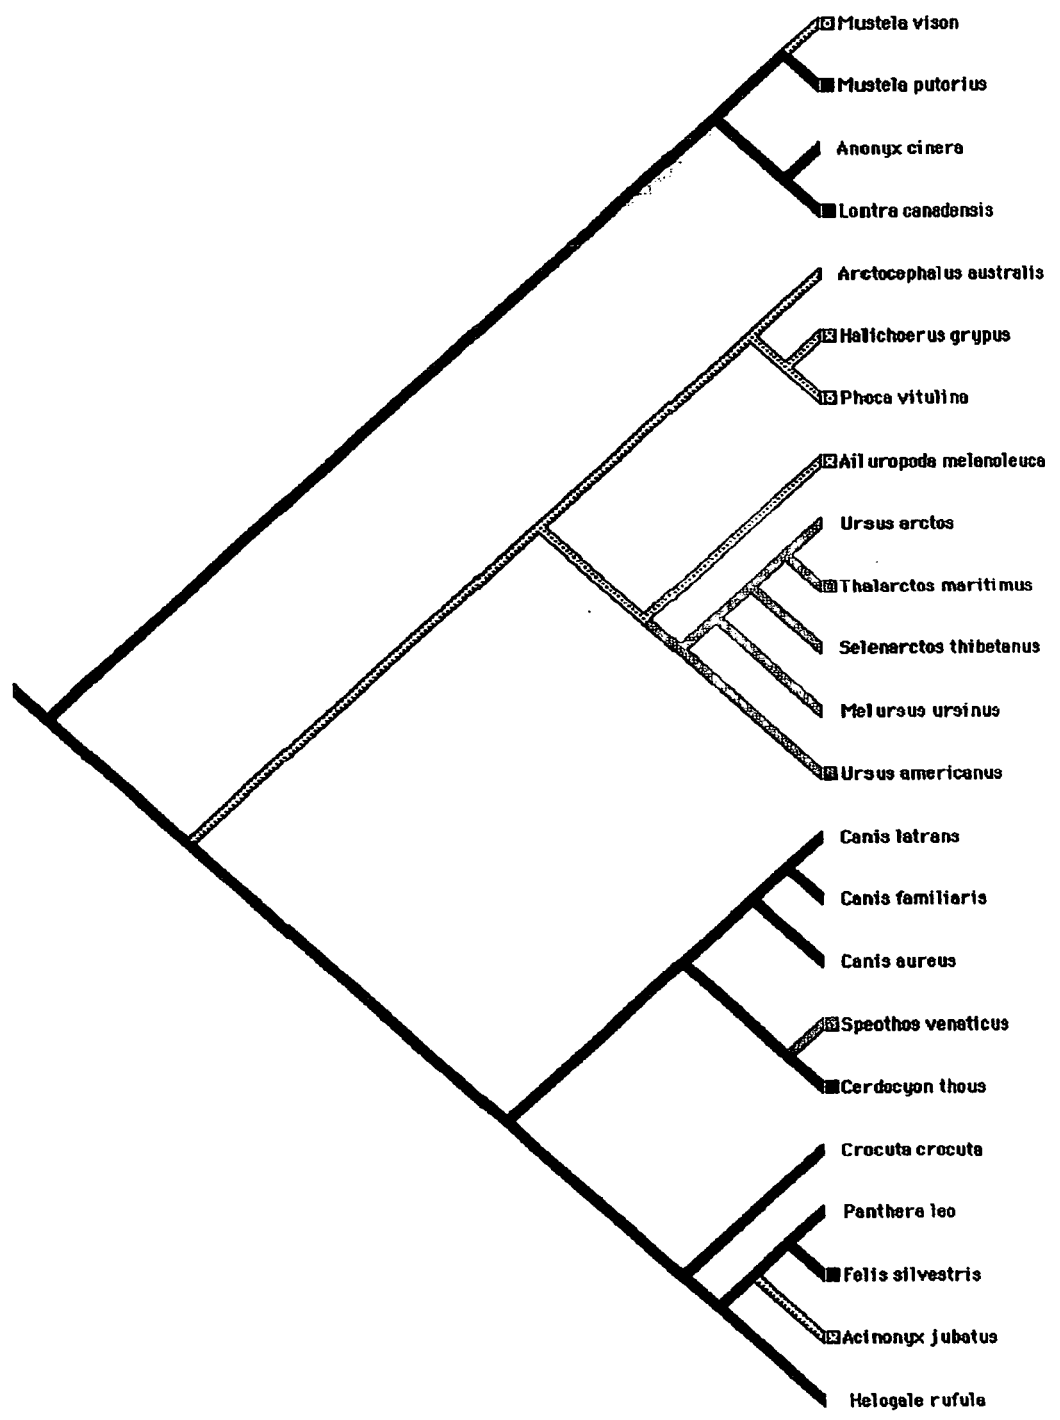 Mustela vison
Mustela putorius
Anonyx cinera
Lontra canadensis
Arctocephalus australis
Halichoerus grypus
Phoca vitulina
Ailuropoda melanoleuca
Ursus arctos
Thalarctos maritimus
Selenarctos thibetanus
Melursus ursinus
Ursus americanus
Canis latrans
Canis familiaris
Canis aureus
Speothos venaticus
Cerdocyon thous
Crocuta crocuta
Panthera leo
Felis silvestris
Acinonyx jubatus
Helogale rufula